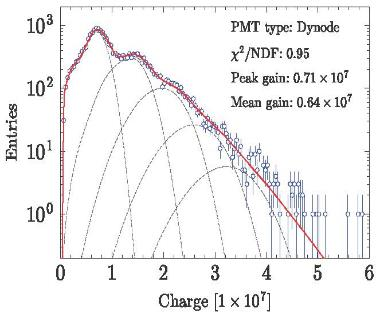 10³
PMT type: Dynode
χ²/NDF: 0.95
10²
Peak gain: 0.71 × 10⁷
Mean gain: 0.64 × 10⁷
Entries
10¹
10⁰
0 1 2 3 4 5 6
Charge [1 × 10⁷]